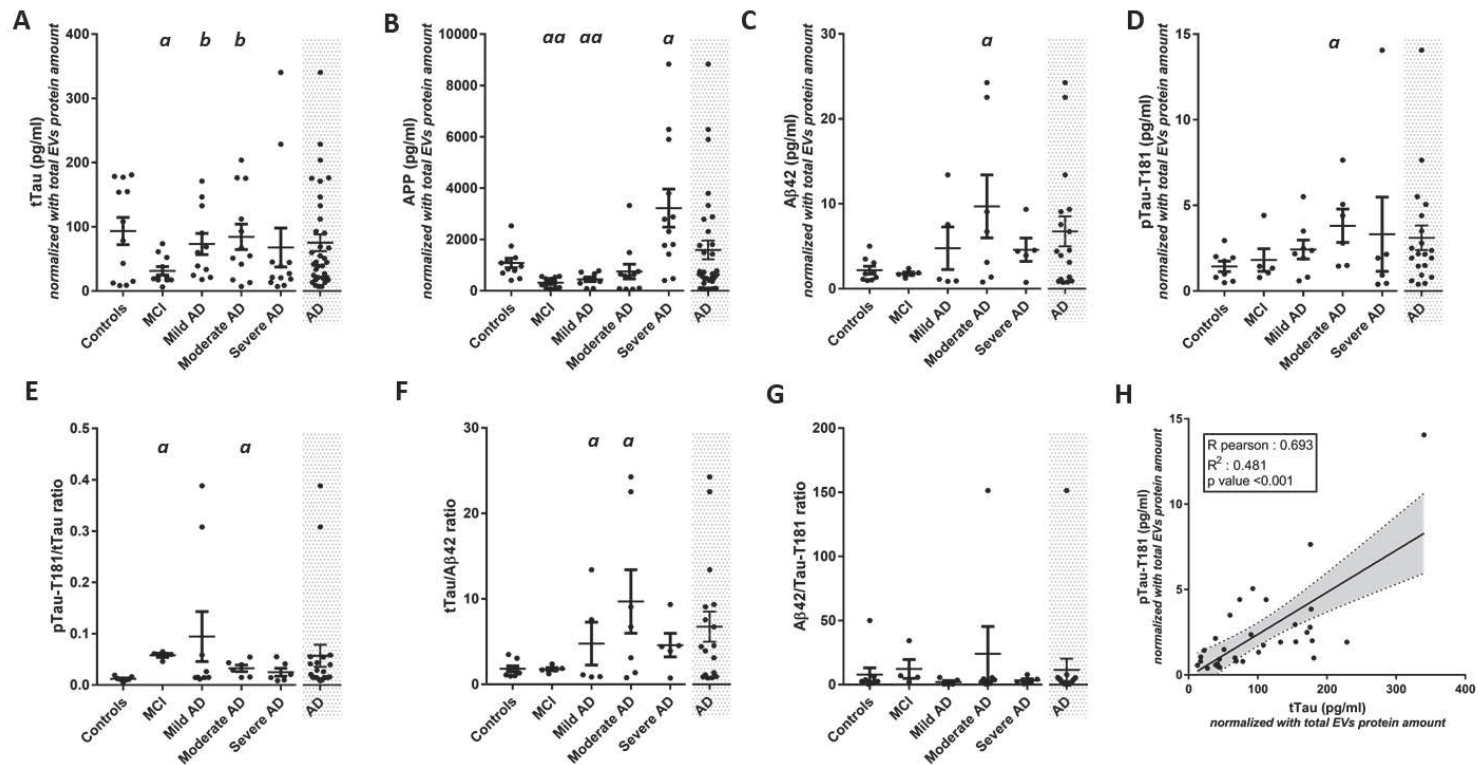 A
tTau (pg/ml)
normalized with total EVs protein amount
400
300
200
100
0
a
b
b
Controls
MCI
Mild AD
Moderate AD
Severe AD
AD
B
APP (pg/ml)
normalized with total EVs protein amount
10000
8000
6000
4000
2000
0
aa
aa
a
Controls
MCI
Mild AD
Moderate AD
Severe AD
AD
C
Aβ42 (pg/ml)
normalized with total EVs protein amount
30
20
10
0
a
Controls
MCI
Mild AD
Moderate AD
Severe AD
AD
D
pTau-T181 (pg/ml)
normalized with total EVs protein amount
15
10
5
0
a
Controls
MCI
Mild AD
Moderate AD
Severe AD
AD
E
pTau-T181/tTau ratio
0.5
0.4
0.3
0.2
0.1
0.0
a
a
Controls
MCI
Mild AD
Moderate AD
Severe AD
AD
F
tTau/Aβ42 ratio
30
20
10
0
a
a
Controls
MCI
Mild AD
Moderate AD
Severe AD
AD
G
Aβ42/Tau-T181 ratio
200
150
100
50
0
Controls
MCI
Mild AD
Moderate AD
Severe AD
AD
H
pTau-T181 (pg/ml)
normalized with total EVs protein amount
15
10
5
0
R pearson : 0.693
R² : 0.481
p value <0.001
0
100
200
300
400
tTau (pg/ml)
normalized with total EVs protein amount